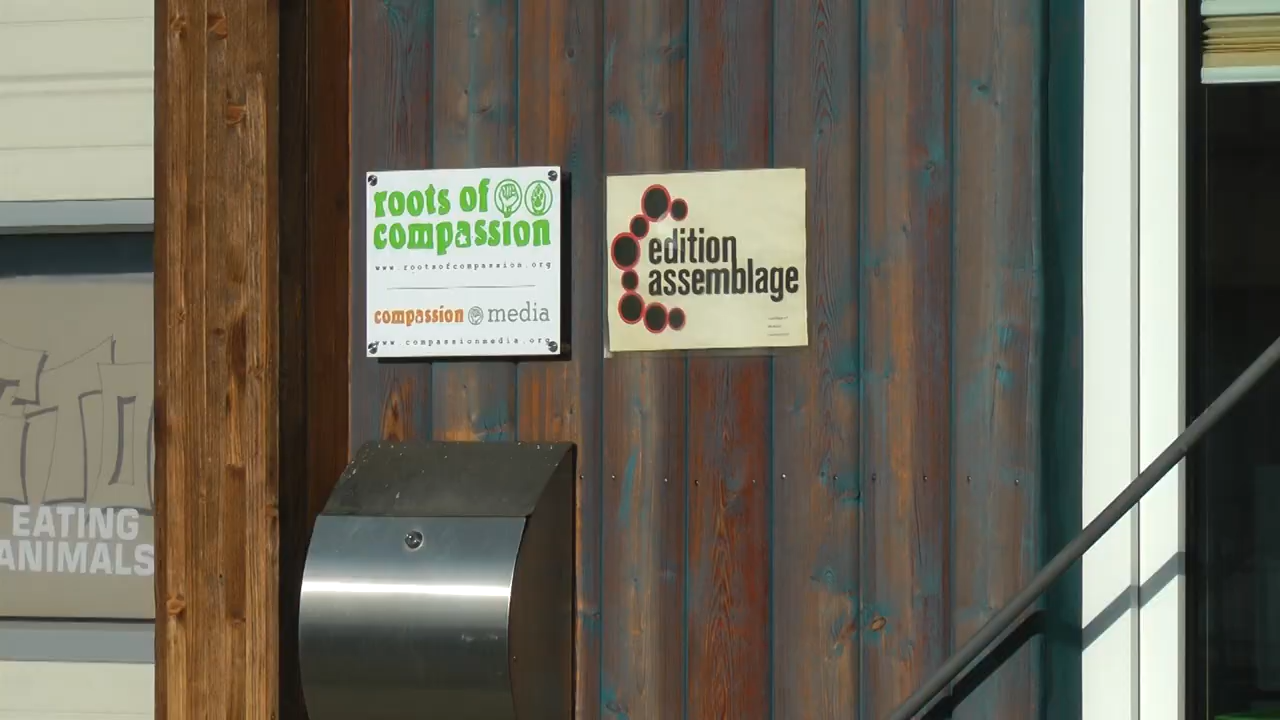 roots of
compassion
www.rootsofcompassion.org
compassion media
www.compassionmedia.org
edition
assemblage
EATING
ANIMALS